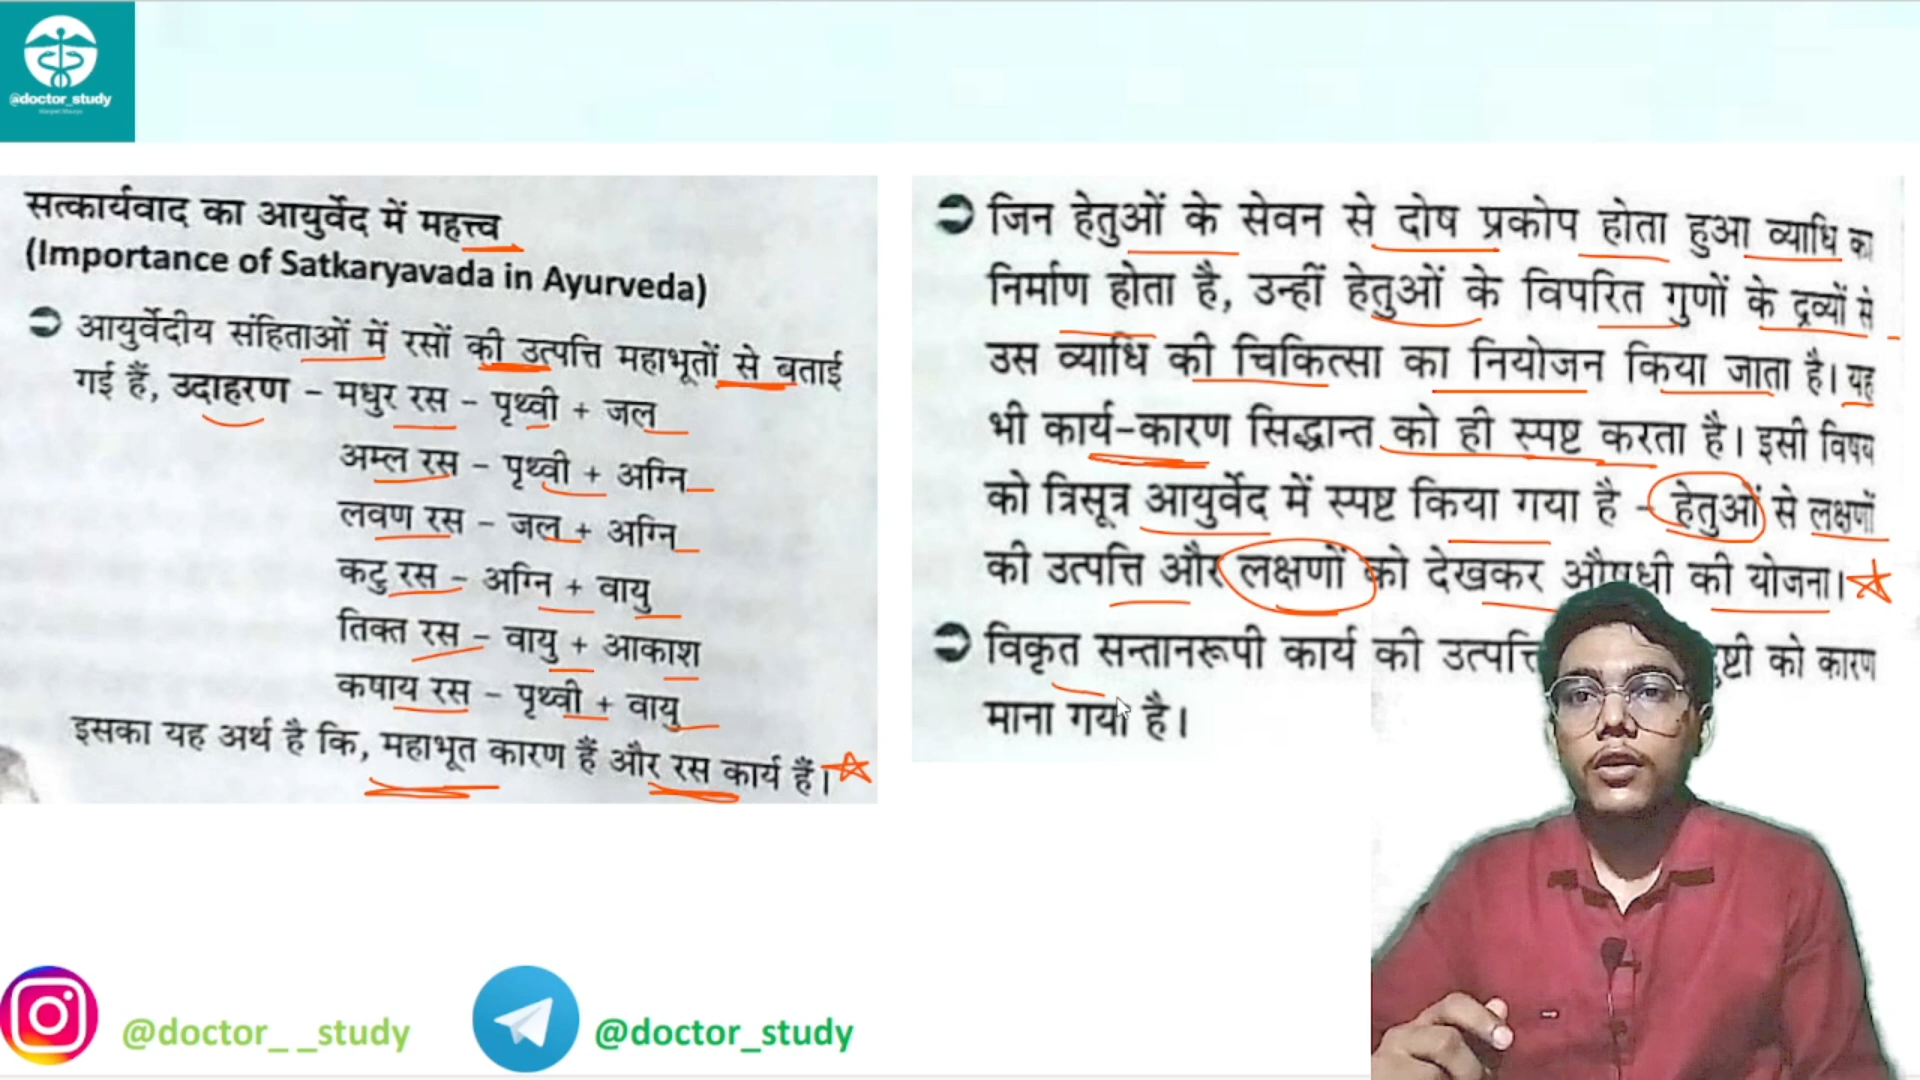 @doctor_study
सत्कार्यवाद का आयुर्वेद में महत्त्व
(Importance of Satkaryavada in Ayurveda)
आयुर्वेदीय संहिताओं में रसों की उत्पत्ति महाभूतों से बताई
गई हैं, उदाहरण – मधुर रस – पृथ्वी + जल
अम्ल रस – पृथ्वी + अग्नि
लवण रस – जल + अग्नि
कटु रस – अग्नि + वायु
तिक्त रस – वायु + आकाश
कषाय रस – पृथ्वी + वायु
इसका यह अर्थ है कि, महाभूत कारण हैं और रस कार्य हैं।
जिन हेतुओं के सेवन से दोष प्रकोप होता हुआ व्याधि का
निर्माण होता है, उन्हीं हेतुओं के विपरित गुणों के द्रव्यों से
उस व्याधि की चिकित्सा का नियोजन किया जाता है। यह
भी कार्य-कारण सिद्धान्त को ही स्पष्ट करता है। इसी विषय
को त्रिसूत्र आयुर्वेद में स्पष्ट किया गया है – हेतुओं से लक्षणों
की उत्पत्ति और लक्षणों को देखकर औषधी की योजना।
विकृत सन्तानरूपी कार्य की उत्पत्ति को कारण
माना गया है।
@doctor_ _study
@doctor_study